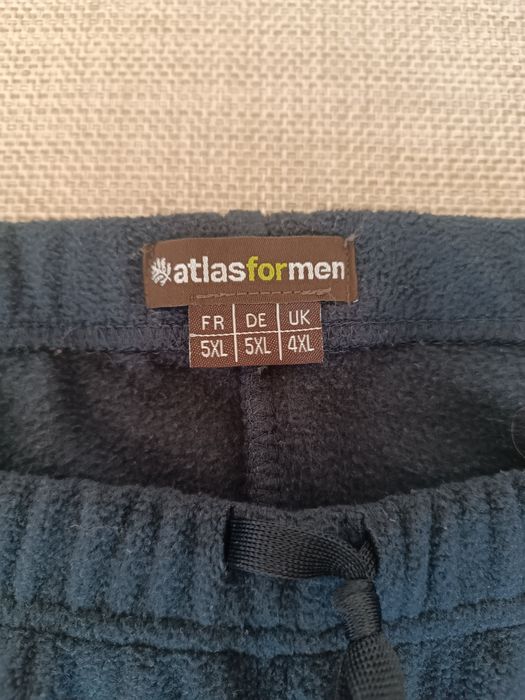 atlasformen
FR DE UK
5XL 5XL 4XL